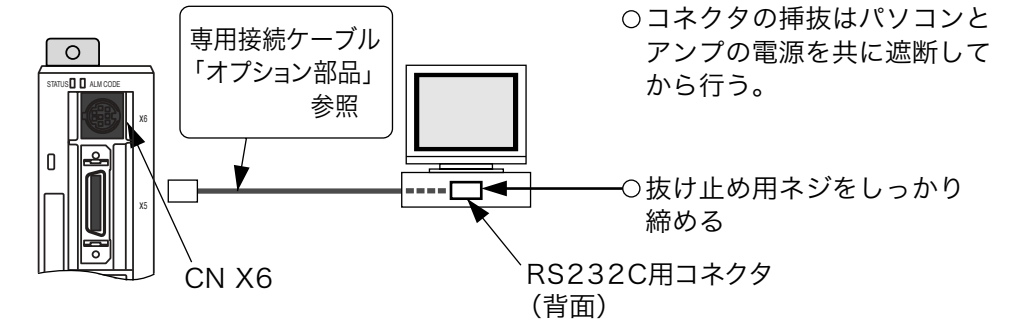 専用接続ケーブル
「オプション部品」
参照
○コネクタの挿抜はパソコンと
アンプの電源を共に遮断して
から行う。
STATUS ALM CODE
X6
X5
○抜け止め用ネジをしっかり
締める
CN X6
RS232C用コネクタ
（背面）